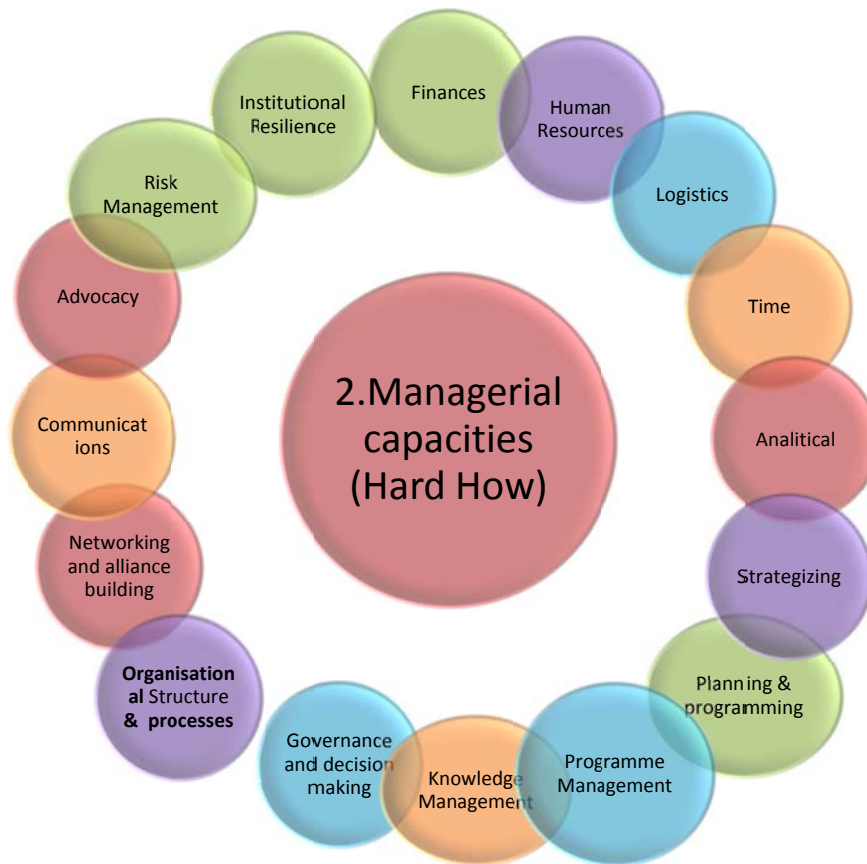 Finances
Human
Resources
Logistics
Time
Analitical
Strategizing
Planning &
programming
Programme
Management
Knowledge
Management
Governance
and decision
making
Organisation
al Structure
& processes
Networking
and alliance
building
Communicat
ions
Advocacy
Risk
Management
Institutional
Resilience
2.Managerial
capacities
(Hard How)